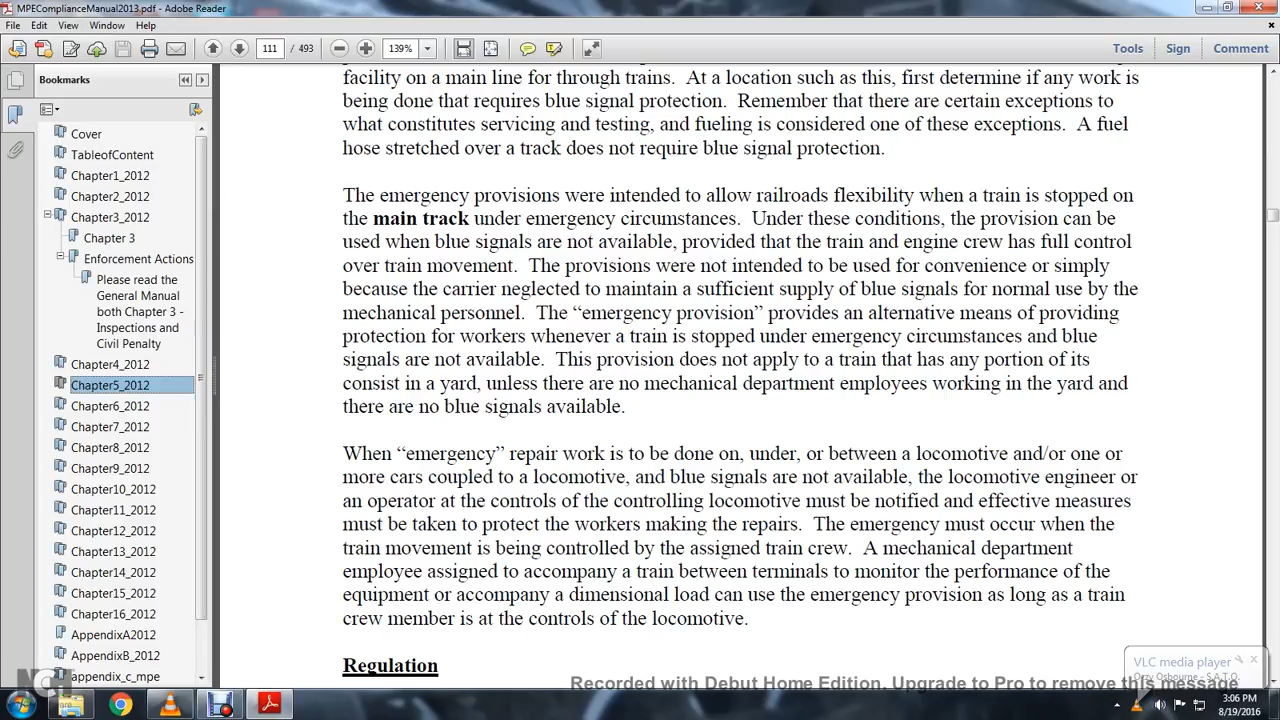 MPEComplianceManual2013.pdf - Adobe Reader
File Edit View Window Help
111 / 493 139% Tools Sign Comment
Bookmarks
Cover
TableofContent
Chapter1_2012
Chapter2_2012
Chapter3_2012
Chapter 3
Enforcement Actions
Please read the
General Manual
both Chapter 3 -
Inspections and
Civil Penalty
Chapter4_2012
Chapter5_2012
Chapter6_2012
Chapter7_2012
Chapter8_2012
Chapter9_2012
Chapter10_2012
Chapter11_2012
Chapter12_2012
Chapter13_2012
Chapter14_2012
Chapter15_2012
Chapter16_2012
AppendixA2012
AppendixB_2012
appendix_c_mpe
facility on a main line for through trains.  At a location such as this, first determine if any work is
being done that requires blue signal protection.  Remember that there are certain exceptions to
what constitutes servicing and testing, and fueling is considered one of these exceptions.  A fuel
hose stretched over a track does not require blue signal protection.
The emergency provisions were intended to allow railroads flexibility when a train is stopped on
the main track under emergency circumstances.  Under these conditions, the provision can be
used when blue signals are not available, provided that the train and engine crew has full control
over train movement.  The provisions were not intended to be used for convenience or simply
because the carrier neglected to maintain a sufficient supply of blue signals for normal use by the
mechanical personnel.  The “emergency provision” provides an alternative means of providing
protection for workers whenever a train is stopped under emergency circumstances and blue
signals are not available.  This provision does not apply to a train that has any portion of its
consist in a yard, unless there are no mechanical department employees working in the yard and
there are no blue signals available.
When “emergency” repair work is to be done on, under, or between a locomotive and/or one or
more cars coupled to a locomotive, and blue signals are not available, the locomotive engineer or
an operator at the controls of the controlling locomotive must be notified and effective measures
must be taken to protect the workers making the repairs.  The emergency must occur when the
train movement is being controlled by the assigned train crew.  A mechanical department
employee assigned to accompany a train between terminals to monitor the performance of the
equipment or accompany a dimensional load can use the emergency provision as long as a train
crew member is at the controls of the locomotive.
Regulation
VLC media player
Ozzy Osbourne - S.A.T.O.
Recorded with Debut Home Edition. Upgrade to Pro to remove this message
3:06 PM
8/19/2016